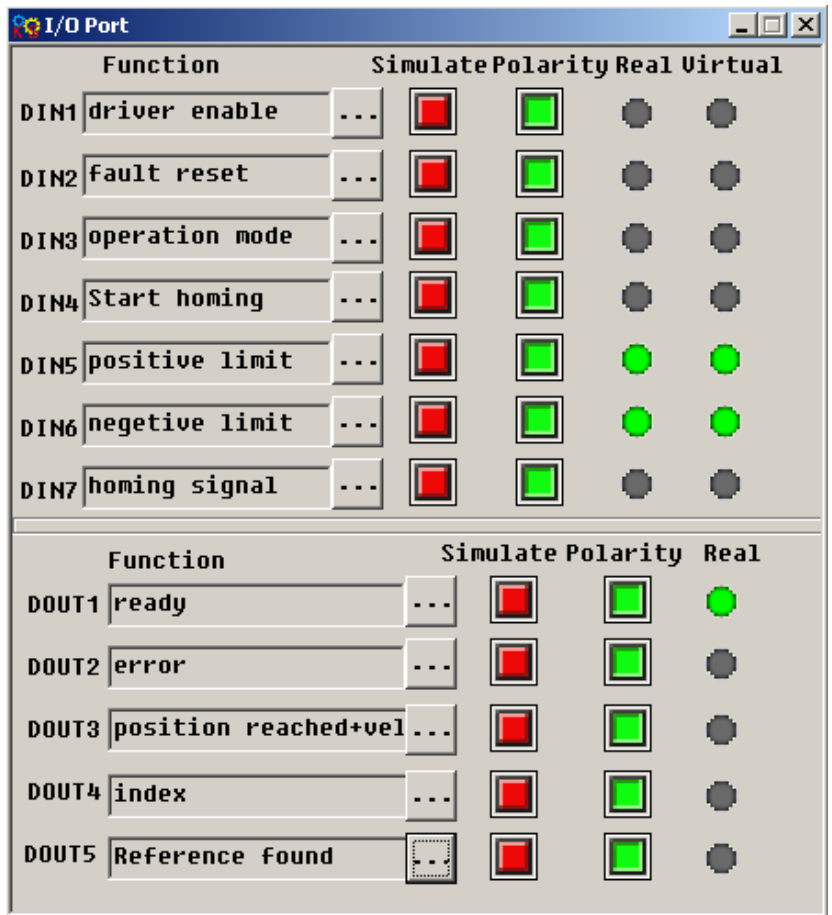 I/O Port
Function Simulate Polarity Real Virtual
DIN1 driver enable ...
DIN2 fault reset ...
DIN3 operation mode ...
DIN4 Start homing ...
DIN5 positive limit ...
DIN6 negetive limit ...
DIN7 homing signal ...
Function Simulate Polarity Real
DOUT1 ready ...
DOUT2 error ...
DOUT3 position reached+vel ...
DOUT4 index ...
DOUT5 Reference found ...